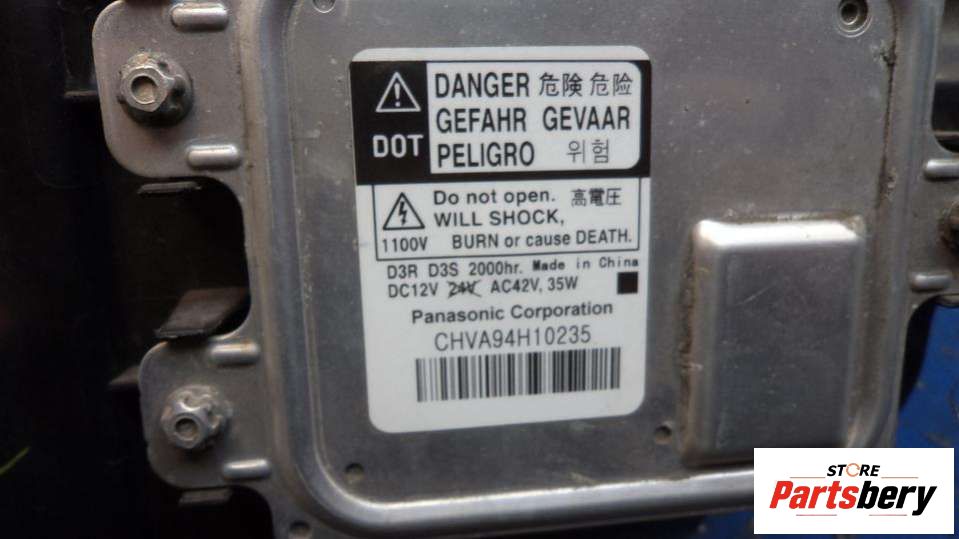 DANGER 危険 危险
DOT
GEFAHR GEVAAR
PELIGRO 위험
Do not open. 高電圧
WILL SHOCK,
1100V BURN or cause DEATH.
D3R D3S 2000hr. Made in China
DC12V 24V AC42V, 35W
Panasonic Corporation
CHVA94H10235
STORE
Partsbery